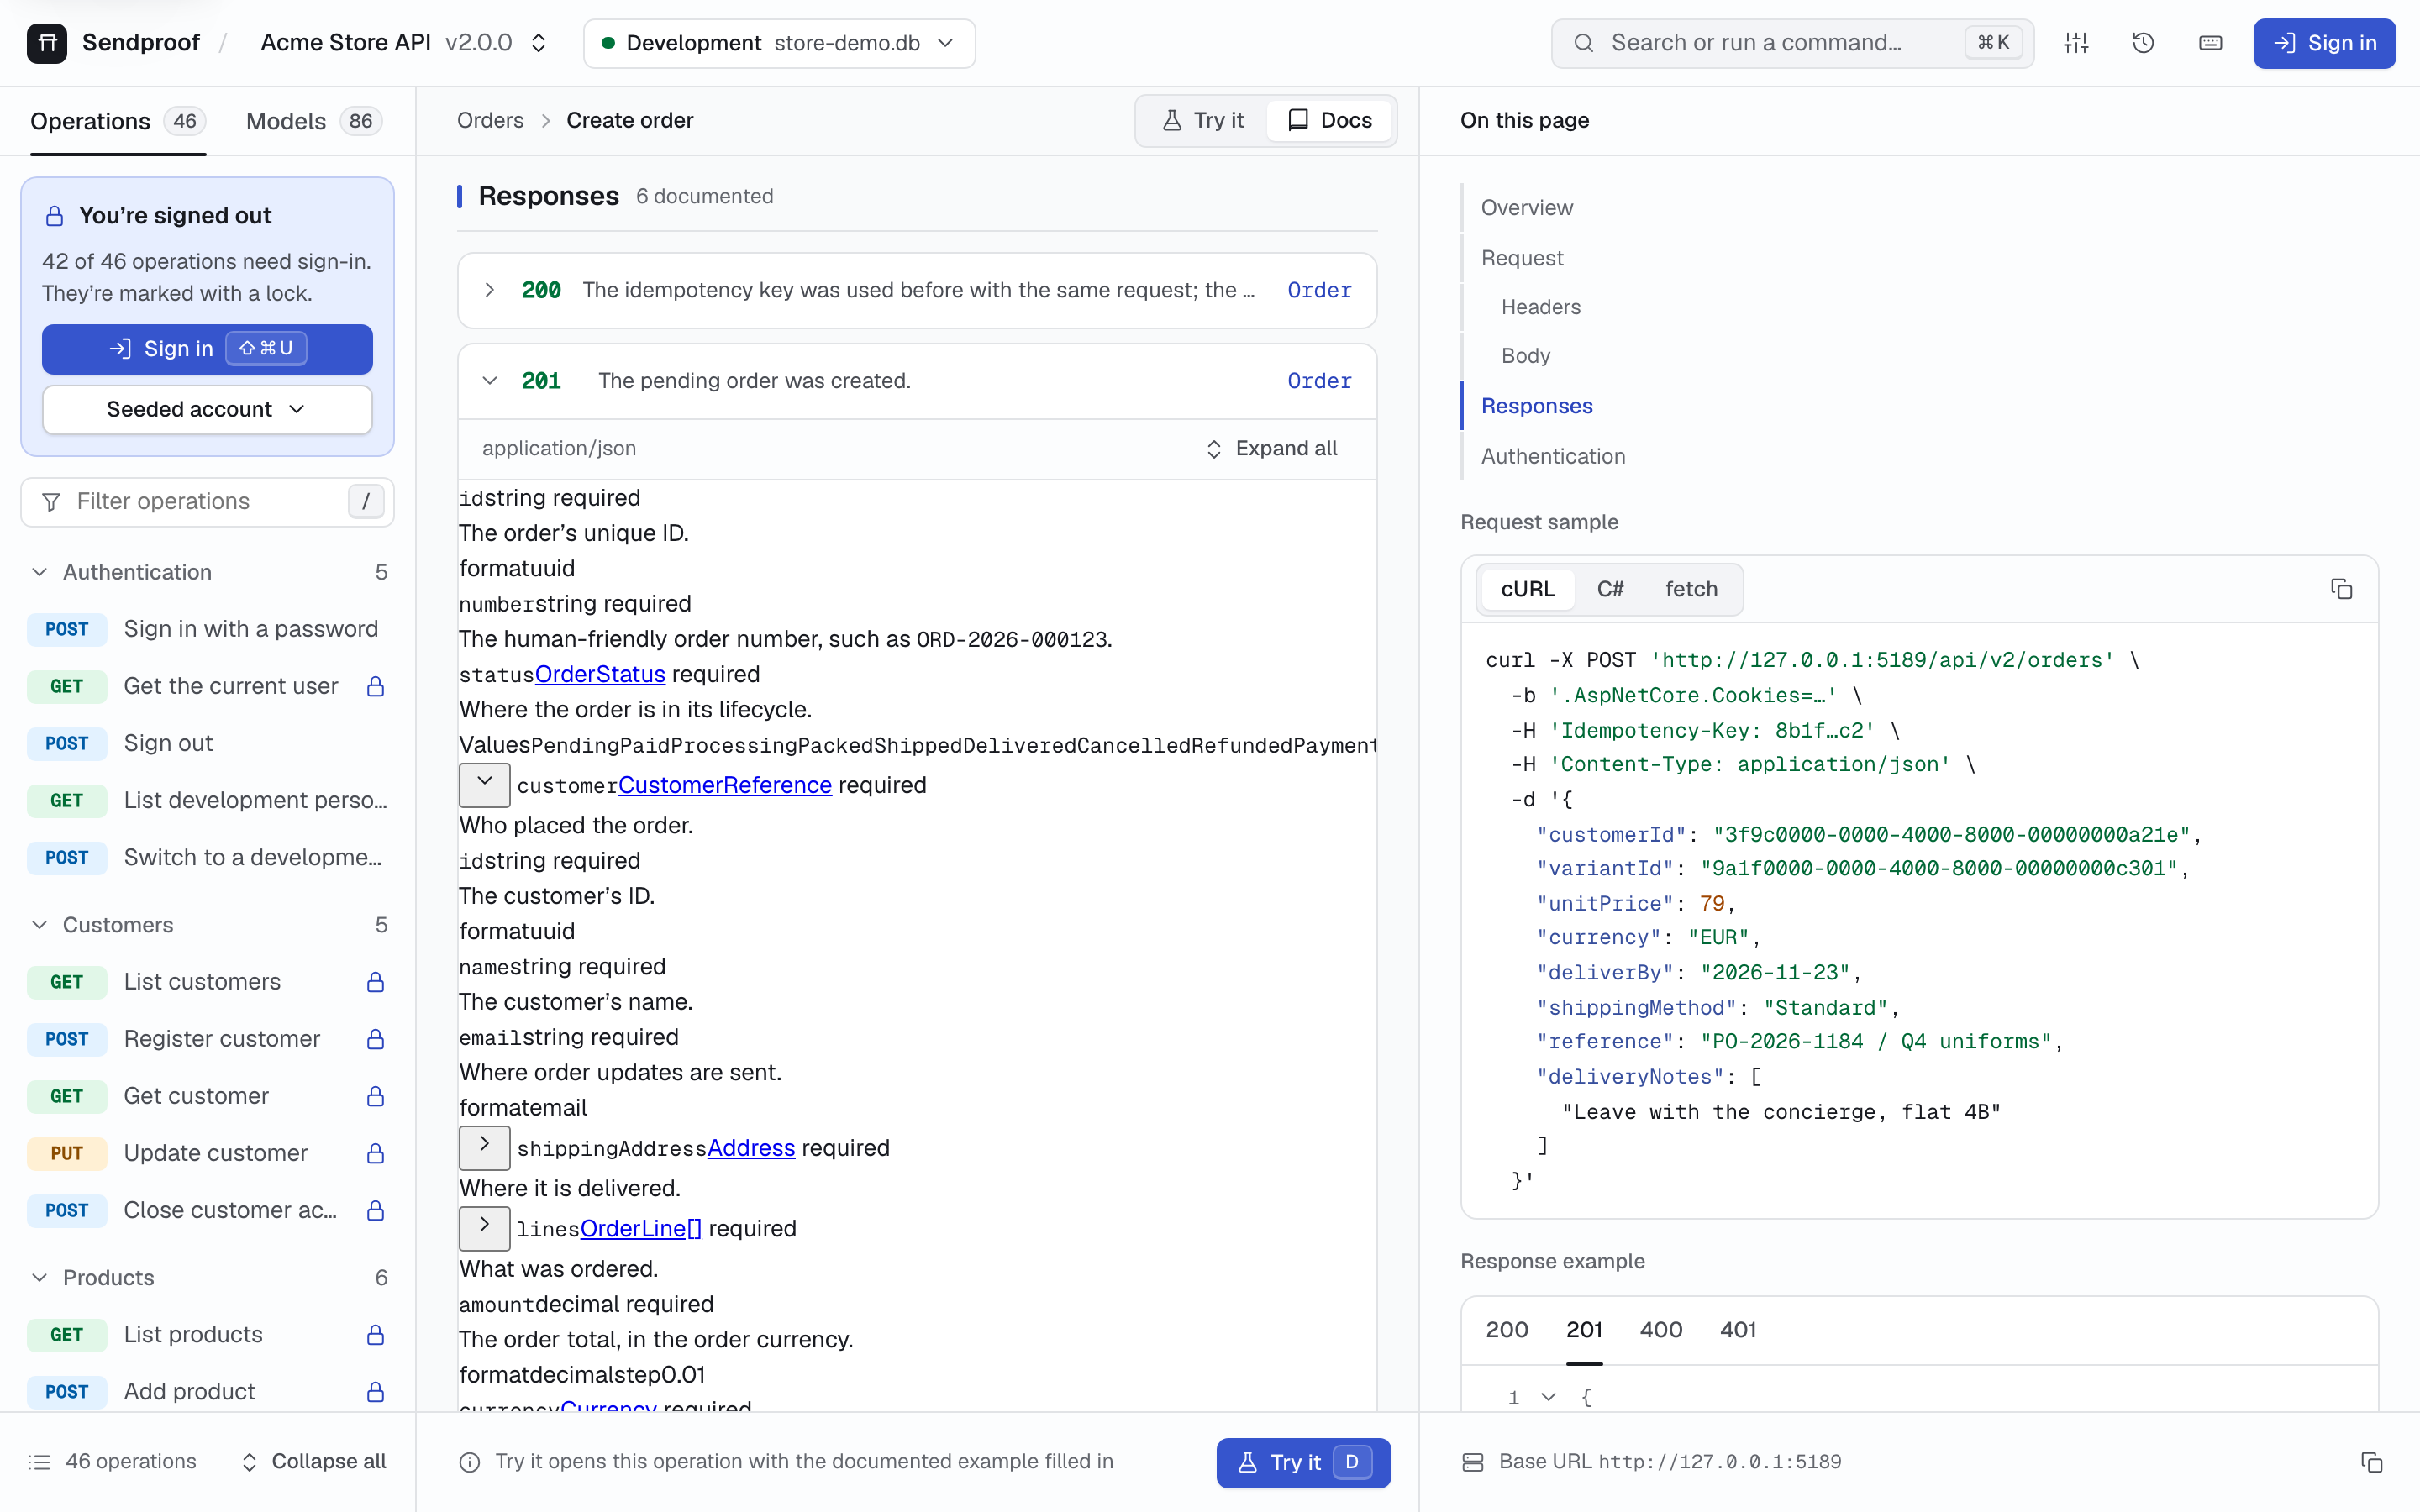 Sendproof / Acme Store API v2.0.0
Development store-demo.db
Search or run a command… ⌘K
Sign in
Operations 46 Models 86
You’re signed out
42 of 46 operations need sign-in.
They’re marked with a lock.
Sign in ⇧⌘U
Seeded account
Filter operations /
Authentication 5
POST Sign in with a password
GET Get the current user
POST Sign out
GET List development perso…
POST Switch to a developme…
Customers 5
GET List customers
POST Register customer
GET Get customer
PUT Update customer
POST Close customer ac…
Products 6
GET List products
POST Add product
46 operations Collapse all
Orders > Create order
Try it Docs
Responses 6 documented
200 The idempotency key was used before with the same request; the … Order
201 The pending order was created. Order
application/json Expand all
idstring required
The order’s unique ID.
formatuuid
numberstring required
The human-friendly order number, such as ORD-2026-000123.
statusOrderStatus required
Where the order is in its lifecycle.
ValuesPendingPaidProcessingPackedShippedDeliveredCancelledRefundedPayment
customerCustomerReference required
Who placed the order.
idstring required
The customer’s ID.
formatuuid
namestring required
The customer’s name.
emailstring required
Where order updates are sent.
formatemail
shippingAddressAddress required
Where it is delivered.
linesOrderLine[] required
What was ordered.
amountdecimal required
The order total, in the order currency.
formatdecimalstep0.01
currencyCurrency required
Try it opens this operation with the documented example filled in
Try it D
On this page
Overview
Request
Headers
Body
Responses
Authentication
Request sample
cURL C# fetch
curl -X POST 'http://127.0.0.1:5189/api/v2/orders' \
-b '.AspNetCore.Cookies=…' \
-H 'Idempotency-Key: 8b1f…c2' \
-H 'Content-Type: application/json' \
-d '{
"customerId": "3f9c0000-0000-4000-8000-00000000a21e",
"variantId": "9a1f0000-0000-4000-8000-00000000c301",
"unitPrice": 79,
"currency": "EUR",
"deliverBy": "2026-11-23",
"shippingMethod": "Standard",
"reference": "PO-2026-1184 / Q4 uniforms",
"deliveryNotes": [
"Leave with the concierge, flat 4B"
]
}'
Response example
200 201 400 401
1 {
Base URL http://127.0.0.1:5189